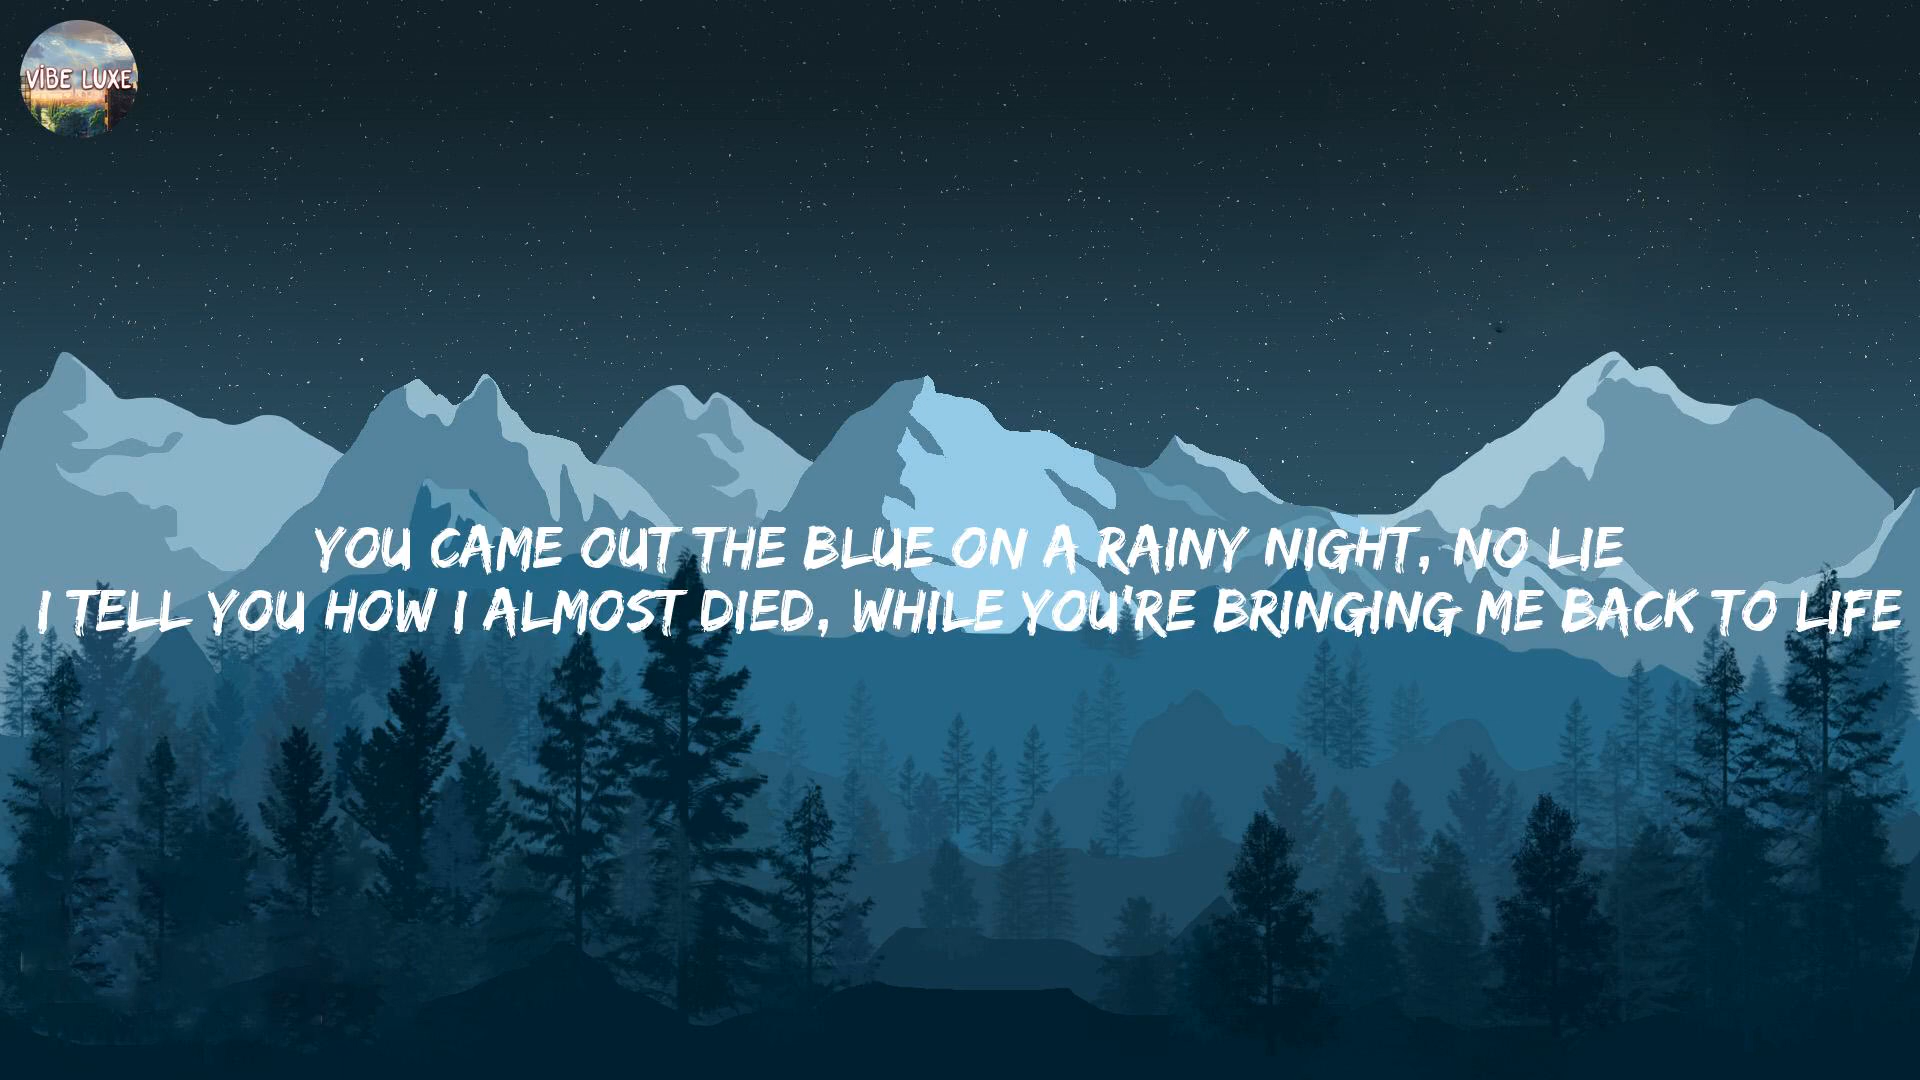 VIBE LUXE
YOU CAME OUT THE BLUE ON A RAINY NIGHT, NO LIE
I TELL YOU HOW I ALMOST DIED, WHILE YOU'RE BRINGING ME BACK TO LIFE